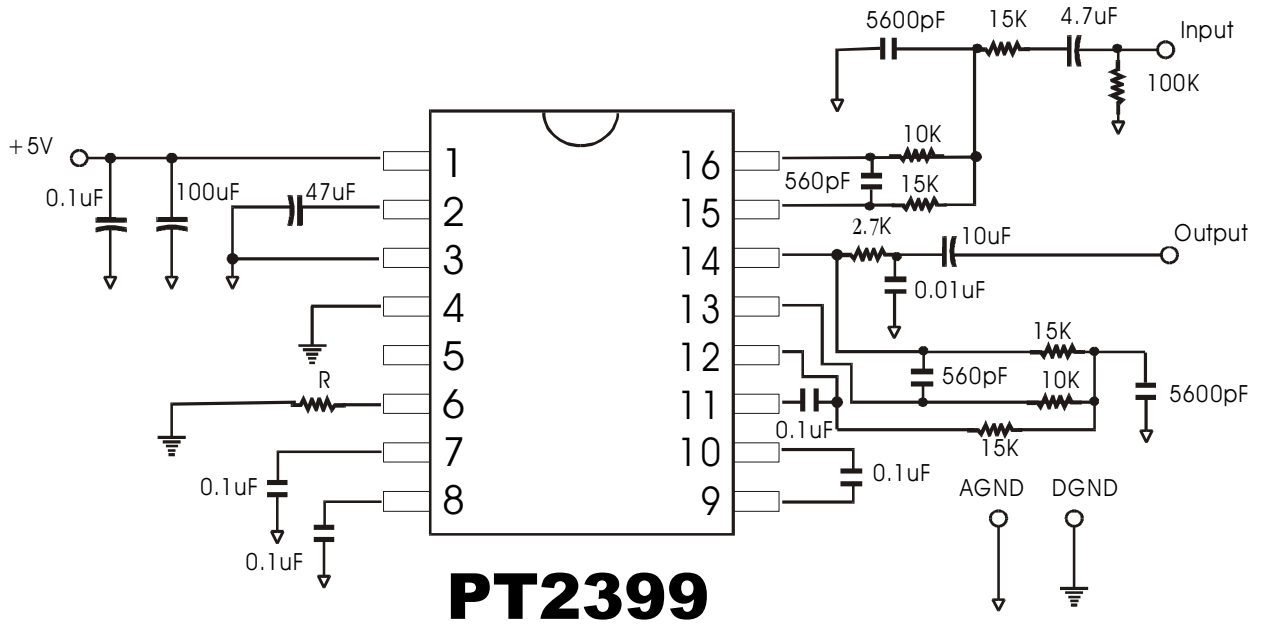 5600pF
15K
4.7uF
Input
100K
+5V
0.1uF
100uF
47uF
1
2
3
4
5
6
7
8
R
0.1uF
0.1uF
16
15
14
13
12
11
10
9
10K
560pF
15K
2.7K
10uF
Output
0.01uF
15K
560pF
10K
5600pF
0.1uF
15K
0.1uF
AGND
DGND
PT2399